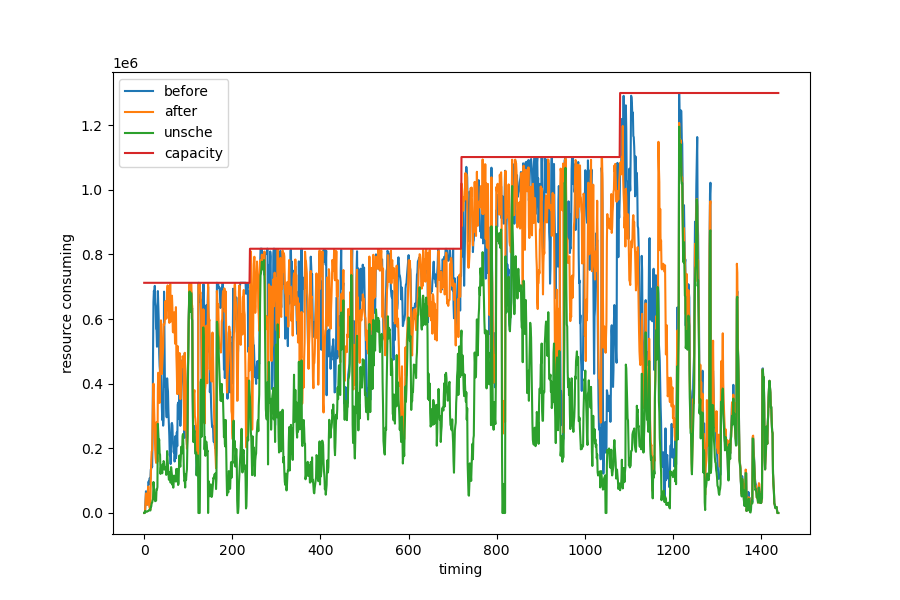 1e6
before
after
unsche
capacity
resource consuming
1.2
1.0
0.8
0.6
0.4
0.2
0.0
0 200 400 600 800 1000 1200 1400
timing